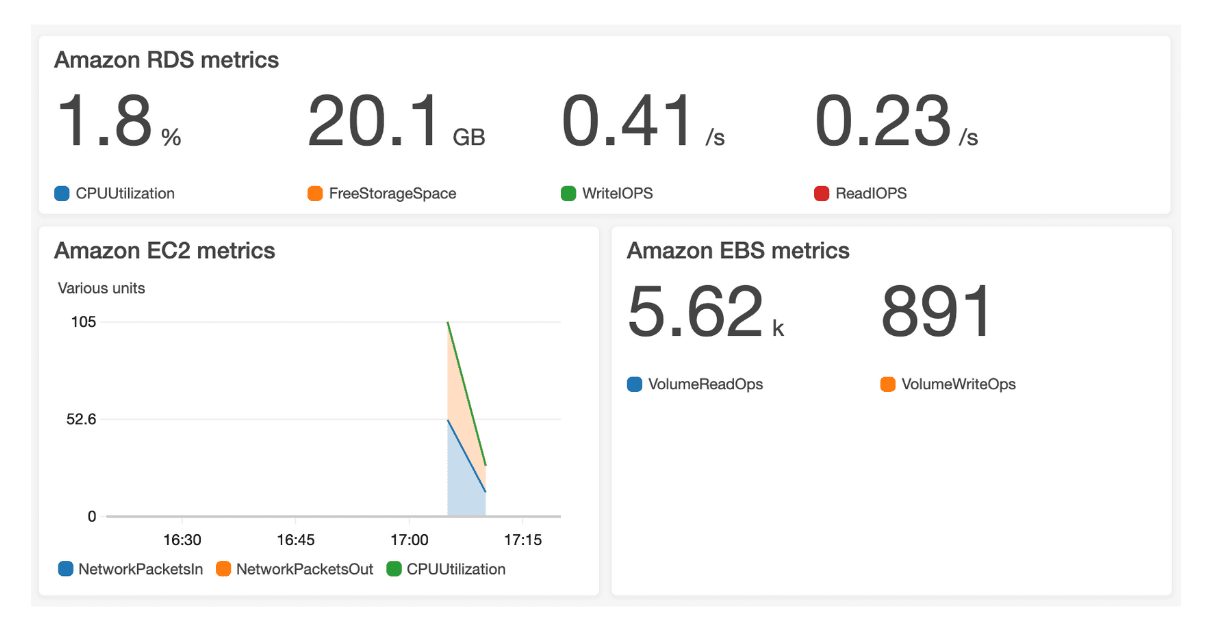 Amazon RDS metrics
1.8 %
20.1 GB
0.41 /s
0.23 /s
CPUUtilization
FreeStorageSpace
WriteIOPS
ReadIOPS
Amazon EC2 metrics
Various units
105
52.6
0
16:30 16:45 17:00 17:15
NetworkPacketsIn NetworkPacketsOut CPUUtilization
Amazon EBS metrics
5.62 k
891
VolumeReadOps
VolumeWriteOps